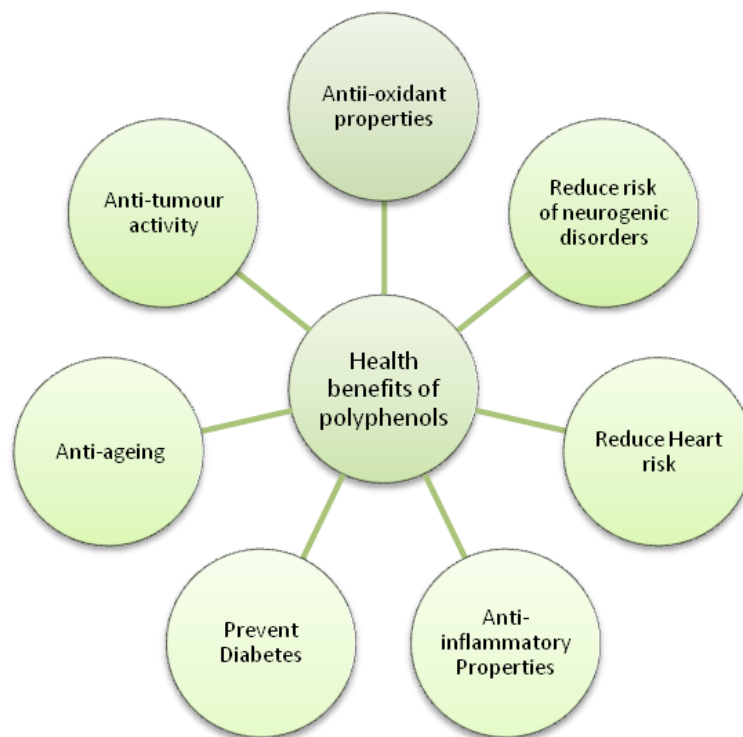 Antii-oxidant
properties
Reduce risk
of neurogenic
disorders
Reduce Heart
risk
Anti-
inflammatory
Properties
Prevent
Diabetes
Anti-ageing
Anti-tumour
activity
Health
benefits of
polyphenols